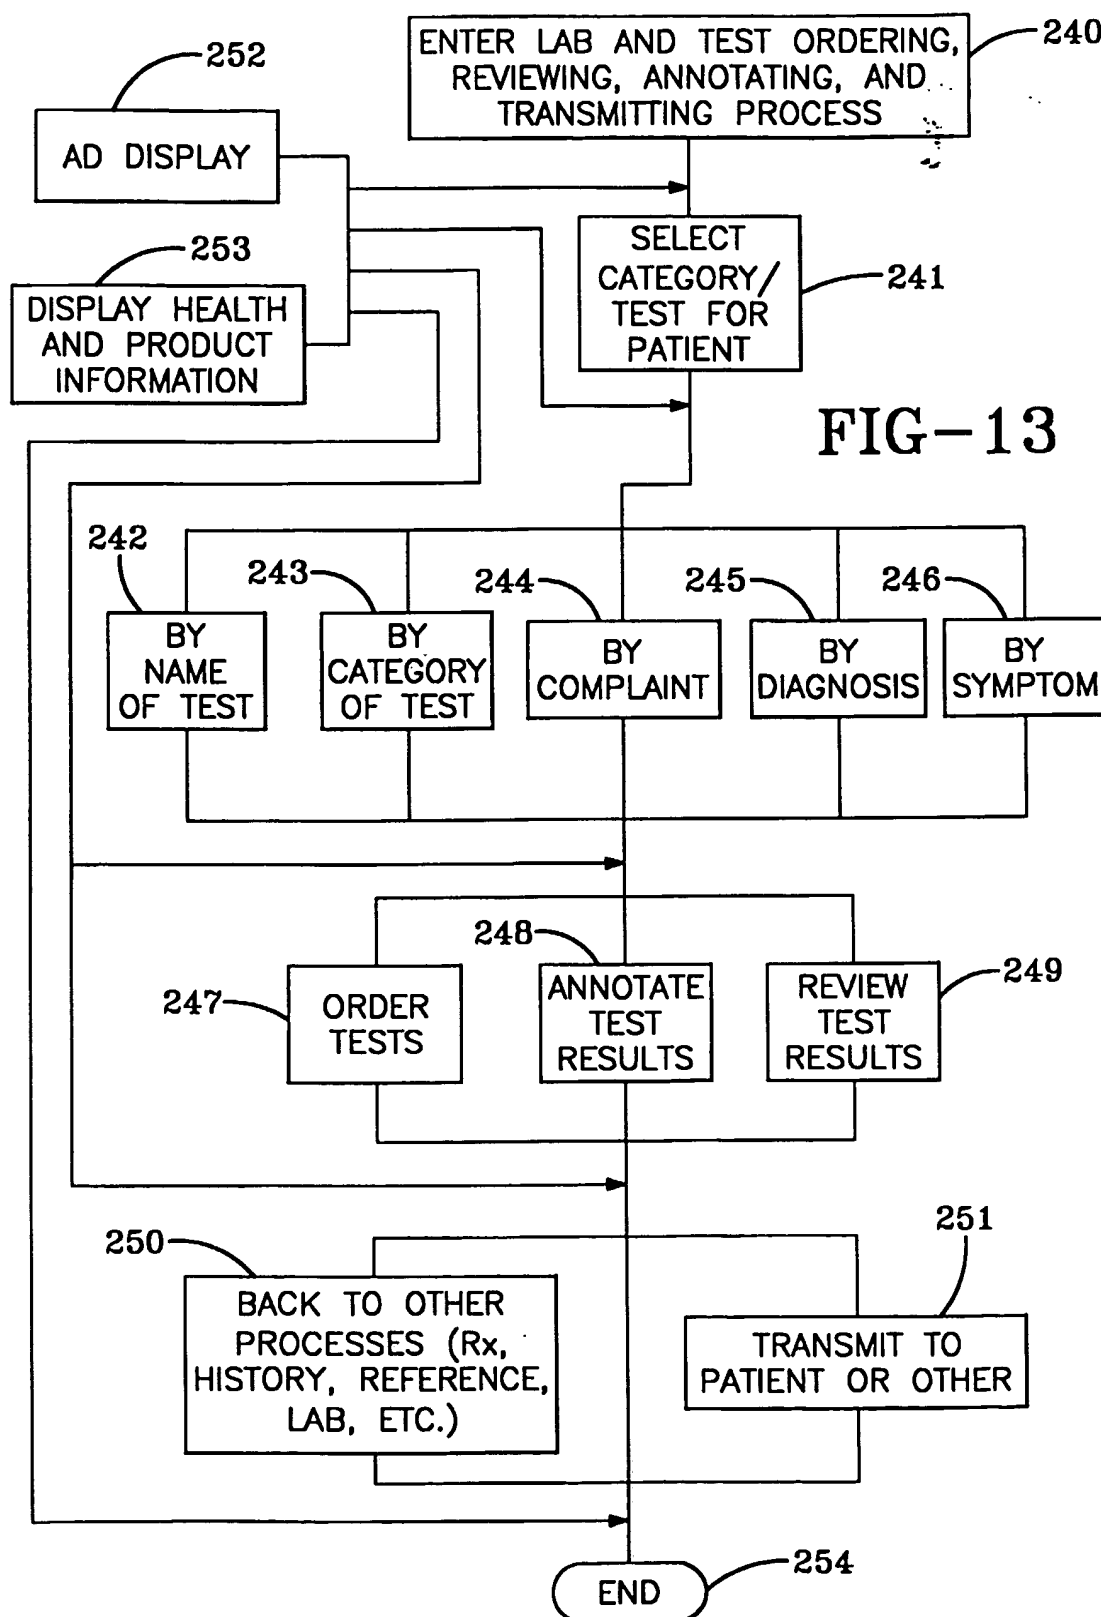 240
ENTER LAB AND TEST ORDERING,
REVIEWING, ANNOTATING, AND
TRANSMITTING PROCESS
252
AD DISPLAY
253
DISPLAY HEALTH
AND PRODUCT
INFORMATION
SELECT
CATEGORY/
TEST FOR
PATIENT
241
FIG-13
242
BY
NAME
OF TEST
243
BY
CATEGORY
OF TEST
244
BY
COMPLAINT
245
BY
DIAGNOSIS
246
BY
SYMPTOM
247
ORDER
TESTS
248
ANNOTATE
TEST
RESULTS
249
REVIEW
TEST
RESULTS
250
BACK TO OTHER
PROCESSES (Rx,
HISTORY, REFERENCE,
LAB, ETC.)
251
TRANSMIT TO
PATIENT OR OTHER
END
254